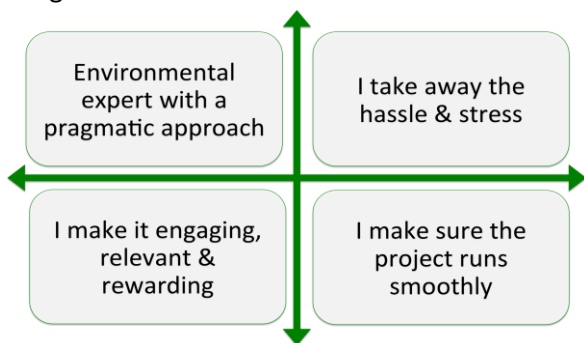 Environmental
expert with a
pragmatic approach
I take away the
hassle & stress
I make it engaging,
relevant &
rewarding
I make sure the
project runs
smoothly